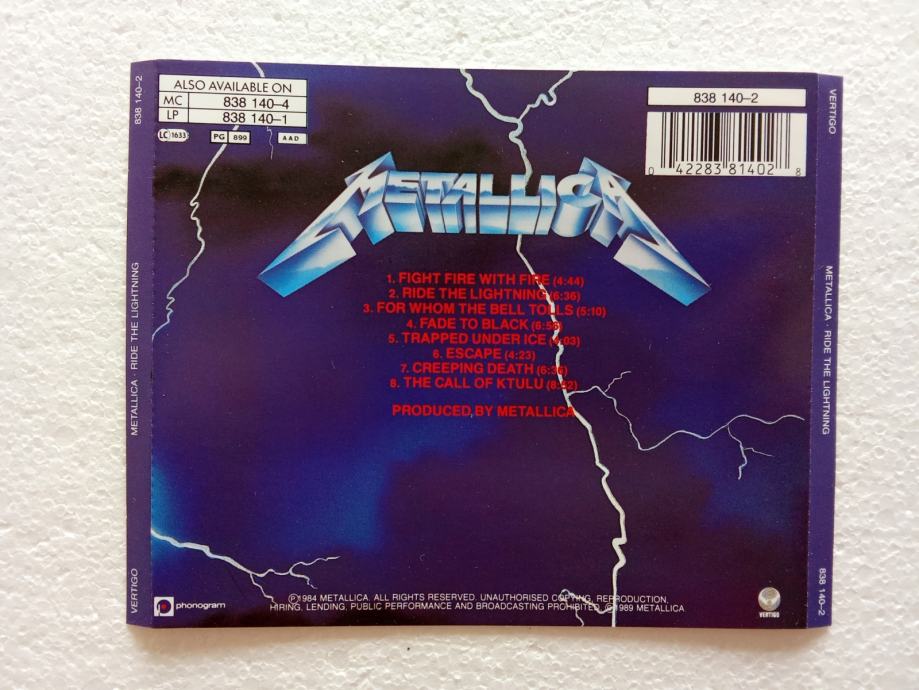 838 140–2
METALLICA · RIDE THE LIGHTNING
VERTIGO
ALSO AVAILABLE ON
MC 838 140–4
LP 838 140–1
LC 1633 PG 899 AAD
838 140–2
0 42283 81402 8
METALLICA
1. FIGHT FIRE WITH FIRE (4:44)
2. RIDE THE LIGHTNING (6:36)
3. FOR WHOM THE BELL TOLLS (5:10)
4. FADE TO BLACK (6:56)
5. TRAPPED UNDER ICE (4:03)
6. ESCAPE (4:23)
7. CREEPING DEATH (6:36)
8. THE CALL OF KTULU (8:52)
PRODUCED BY METALLICA
phonogram
Ⓟ1984 METALLICA. ALL RIGHTS RESERVED. UNAUTHORISED COPYING, REPRODUCTION,
HIRING, LENDING, PUBLIC PERFORMANCE AND BROADCASTING PROHIBITED. ©1989 METALLICA
VERTIGO
VERTIGO
METALLICA · RIDE THE LIGHTNING
838 140–2